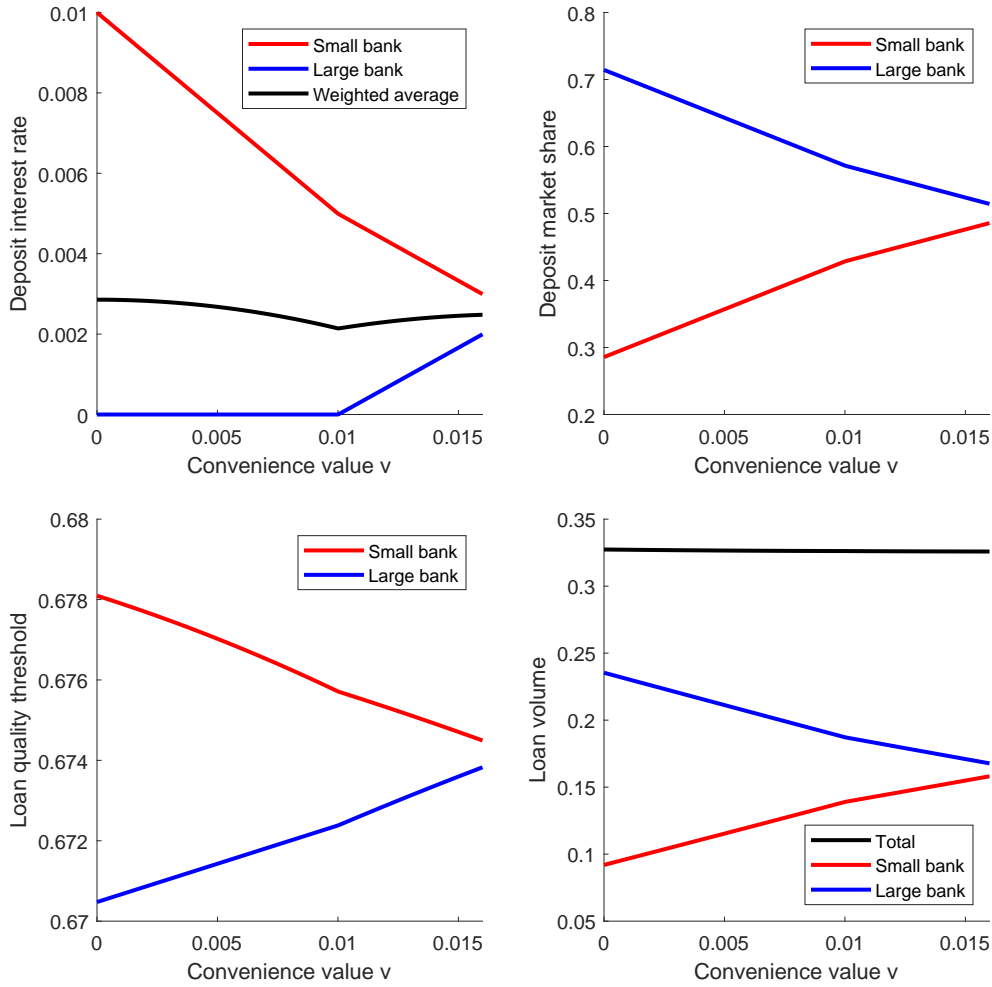 0.01
0.008
0.006
0.004
0.002
0
Deposit interest rate
Small bank
Large bank
Weighted average
0
0.005
0.01
0.015
Convenience value v
0.8
0.7
0.6
0.5
0.4
0.3
0.2
Deposit market share
Small bank
Large bank
0
0.005
0.01
0.015
Convenience value v
0.68
0.678
0.676
0.674
0.672
0.67
Loan quality threshold
Small bank
Large bank
0
0.005
0.01
0.015
Convenience value v
0.35
0.3
0.25
0.2
0.15
0.1
0.05
Loan volume
Total
Small bank
Large bank
0
0.005
0.01
0.015
Convenience value v